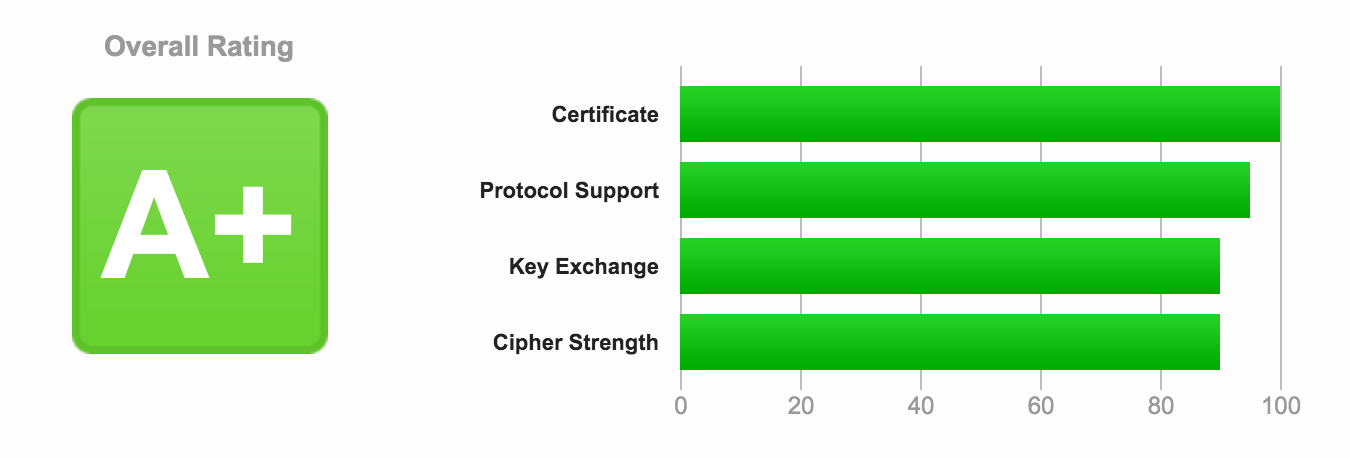 Overall Rating
A+
Certificate
Protocol Support
Key Exchange
Cipher Strength
0 20 40 60 80 100